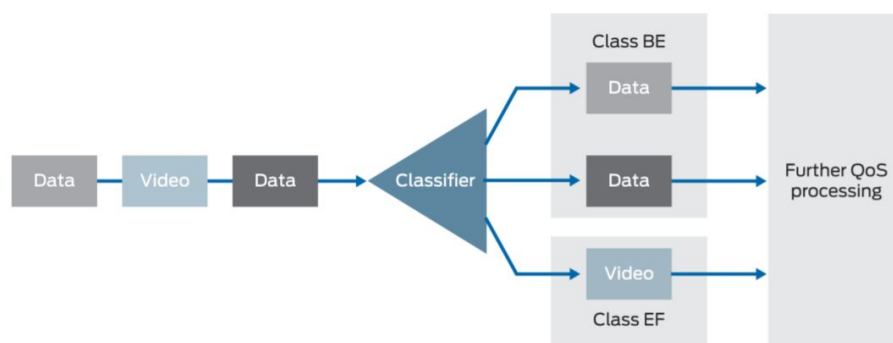 Class BE
Data
Data Video Data
Classifier
Data
Further QoS
processing
Video
Class EF